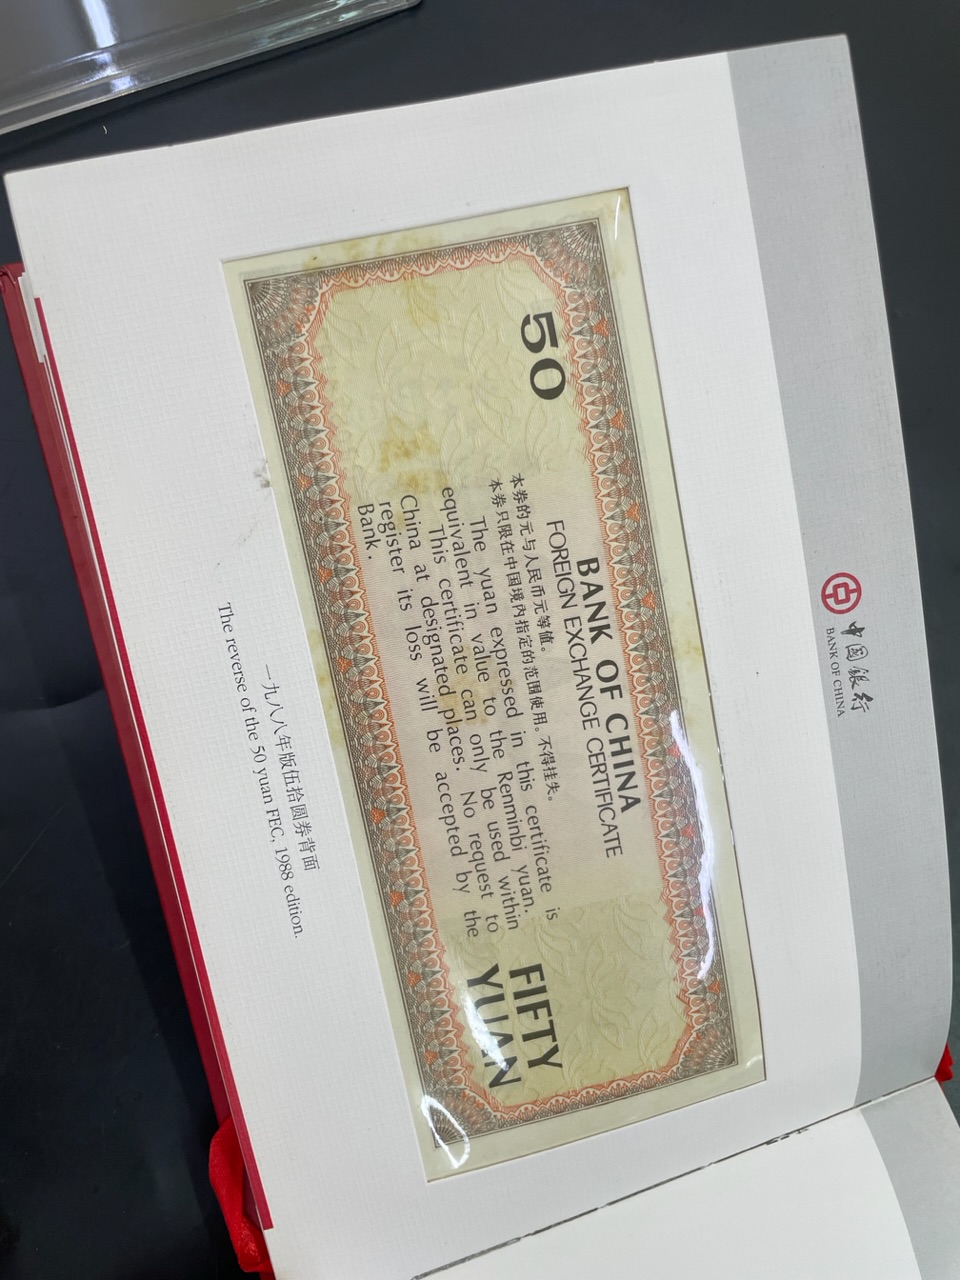 中国银行
BANK OF CHINA
BANK OF CHINA
FOREIGN EXCHANGE CERTIFICATE
50
本券的元与人民币元等值。
本券只限在中国境内指定的范围使用。不得挂失。
The yuan expressed in this certificate is
equivalent in value to the Renminbi yuan.
This certificate can only be used within
China at designated places. No request to
register its loss will be accepted by the
Bank.
FIFTY
YUAN
一九八八年版伍拾圆券背面
The reverse of the 50 yuan FEC, 1988 edition.